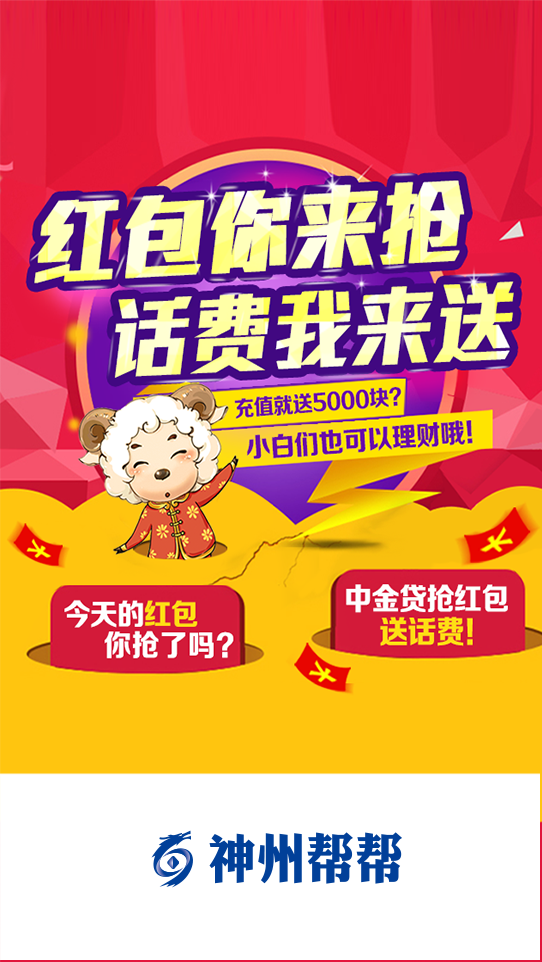 红包你来抢
话费我来送
充值就送5000块?
小白们也可以理财哦!
今天的红包
你抢了吗?
中金贷抢红包
送话费!
神州帮帮